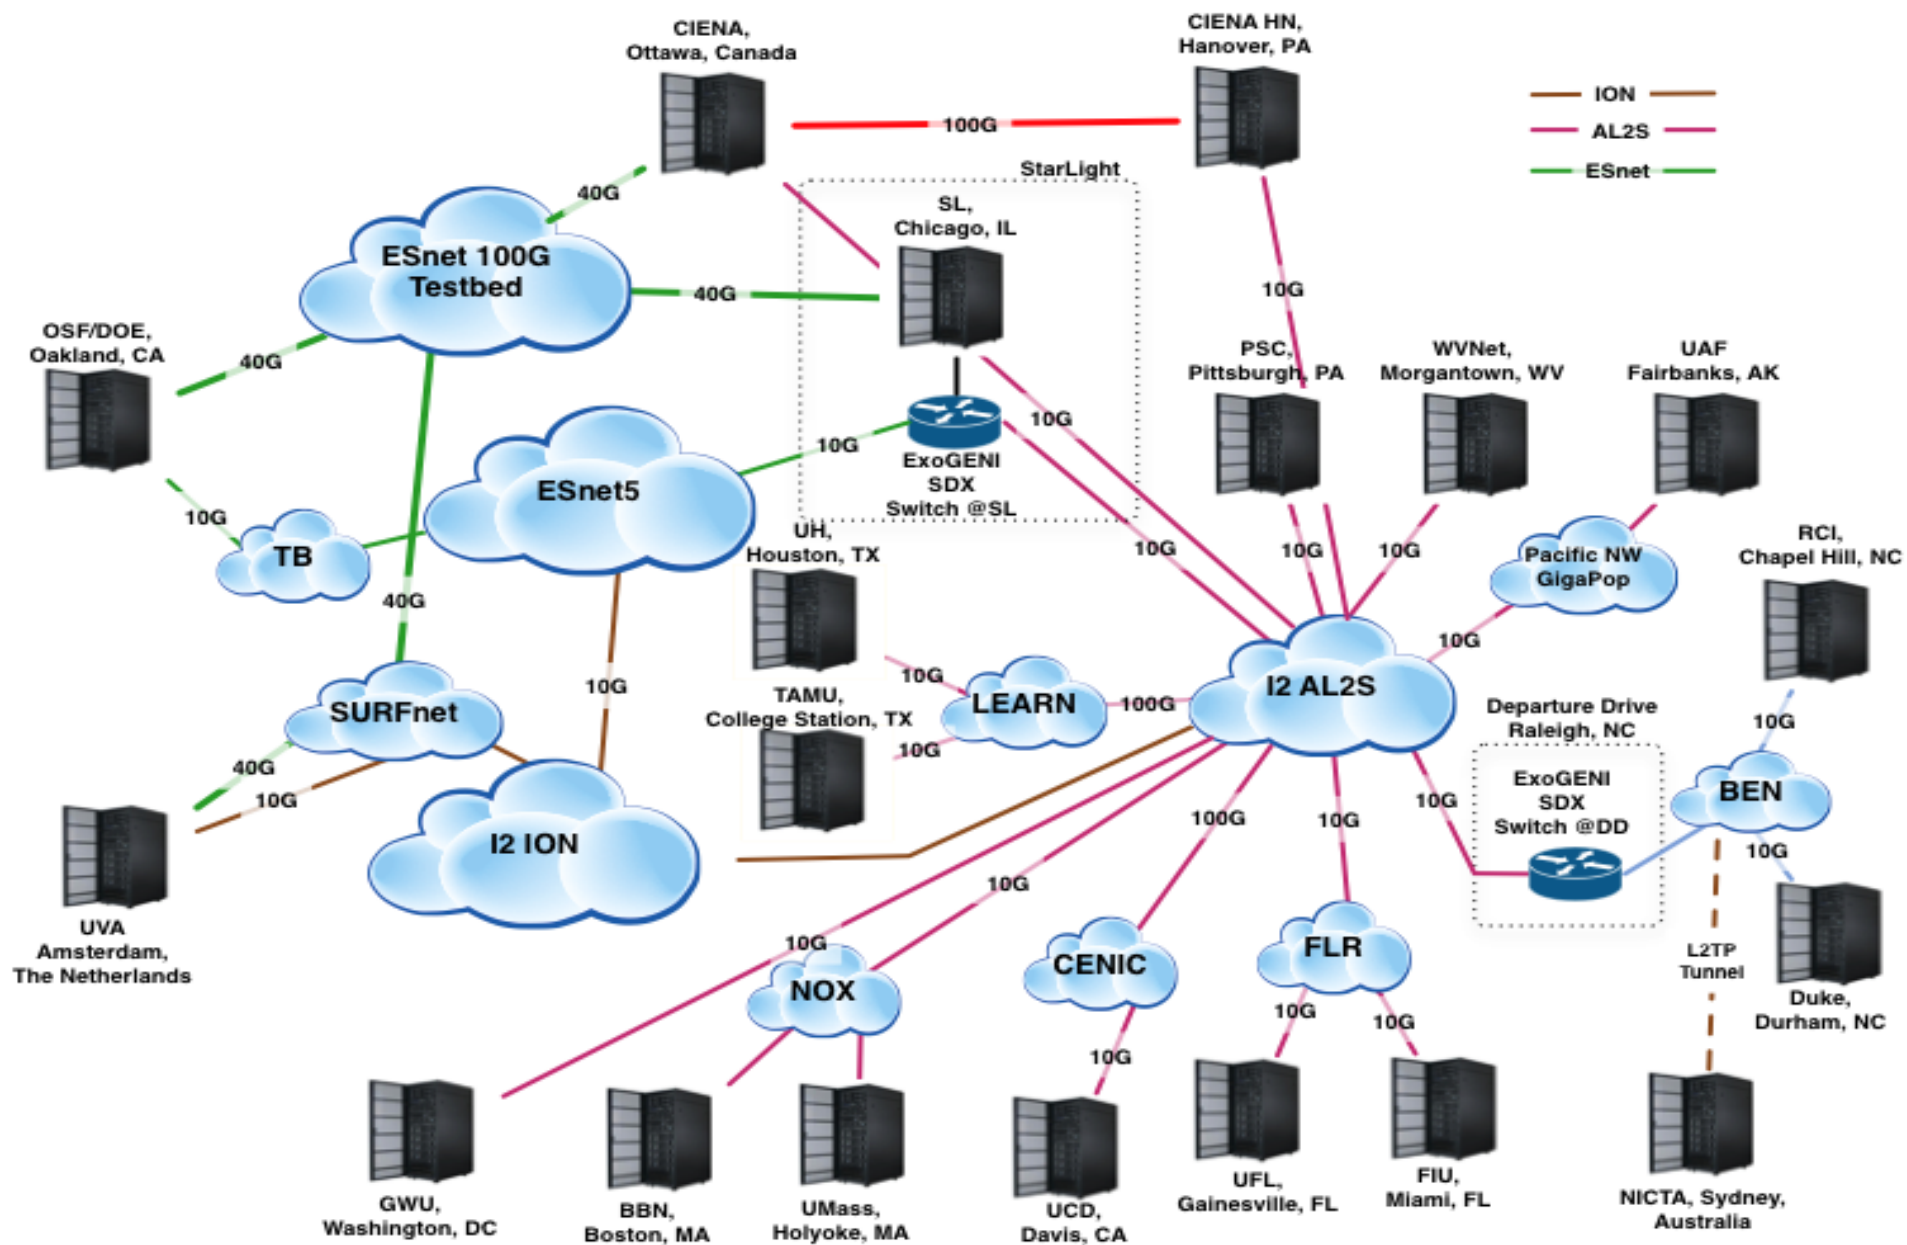 CIENA,
Ottawa, Canada
CIENA HN,
Hanover, PA
ION
AL2S
ESnet
100G
StarLight
40G
SL,
Chicago, IL
ESnet 100G
Testbed
40G
10G
OSF/DOE,
Oakland, CA
40G
PSC,
Pittsburgh, PA
WVNet,
Morgantown, WV
UAF
Fairbanks, AK
10G
10G
ExoGENI
SDX
Switch @SL
ESnet5
10G
TB
UH,
Houston, TX
10G
10G
10G
Pacific NW
GigaPop
RCI,
Chapel Hill, NC
40G
10G
10G
10G
I2 AL2S
SURFnet
TAMU,
College Station, TX
LEARN
100G
Departure Drive
Raleigh, NC
10G
10G
40G
10G
ExoGENI
SDX
Switch @DD
BEN
10G
100G
10G
I2 ION
10G
10G
UVA
Amsterdam,
The Netherlands
10G
NOX
CENIC
FLR
L2TP
Tunnel
Duke,
Durham, NC
10G
10G
10G
GWU,
Washington, DC
BBN,
Boston, MA
UMass,
Holyoke, MA
UCD,
Davis, CA
UFL,
Gainesville, FL
FIU,
Miami, FL
NICTA, Sydney,
Australia